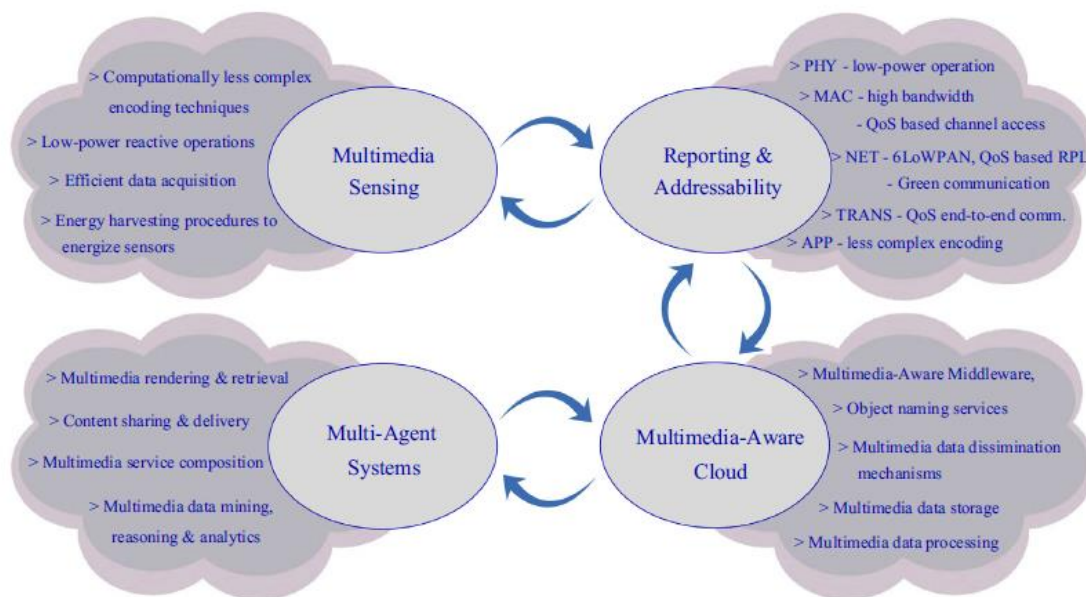 > Computationally less complex
encoding techniques
> Low-power reactive operations
> Efficient data acquisition
> Energy harvesting procedures to
energize sensors
Multimedia
Sensing
Reporting &
Addressability
> PHY - low-power operation
> MAC - high bandwidth
- QoS based channel access
> NET - 6LoWPAN, QoS based RPL
- Green communication
> TRANS - QoS end-to-end comm.
> APP - less complex encoding
> Multimedia rendering & retrieval
> Content sharing & delivery
> Multimedia service composition
> Multimedia data mining,
reasoning & analytics
Multi-Agent
Systems
Multimedia-Aware
Cloud
> Multimedia-Aware Middleware,
> Object naming services
> Multimedia data dissimination
mechanisms
> Multimedia data storage
> Multimedia data processing